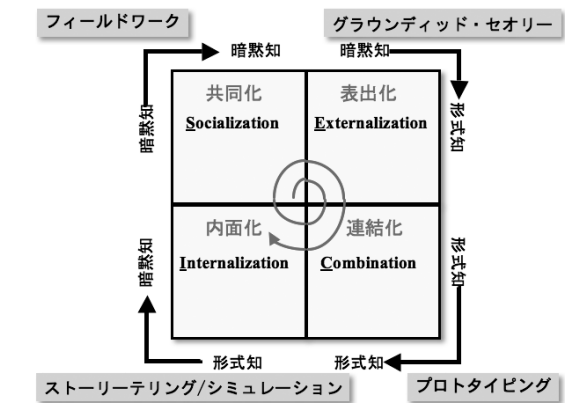 フィールドワーク
グラウンディッド・セオリー
暗黙知
暗黙知
暗黙知
共同化
Socialization
表出化
Externalization
形式知
暗黙知
内面化
Internalization
連結化
Combination
形式知
形式知
形式知
ストーリーテリング/シミュレーション
プロトタイピング